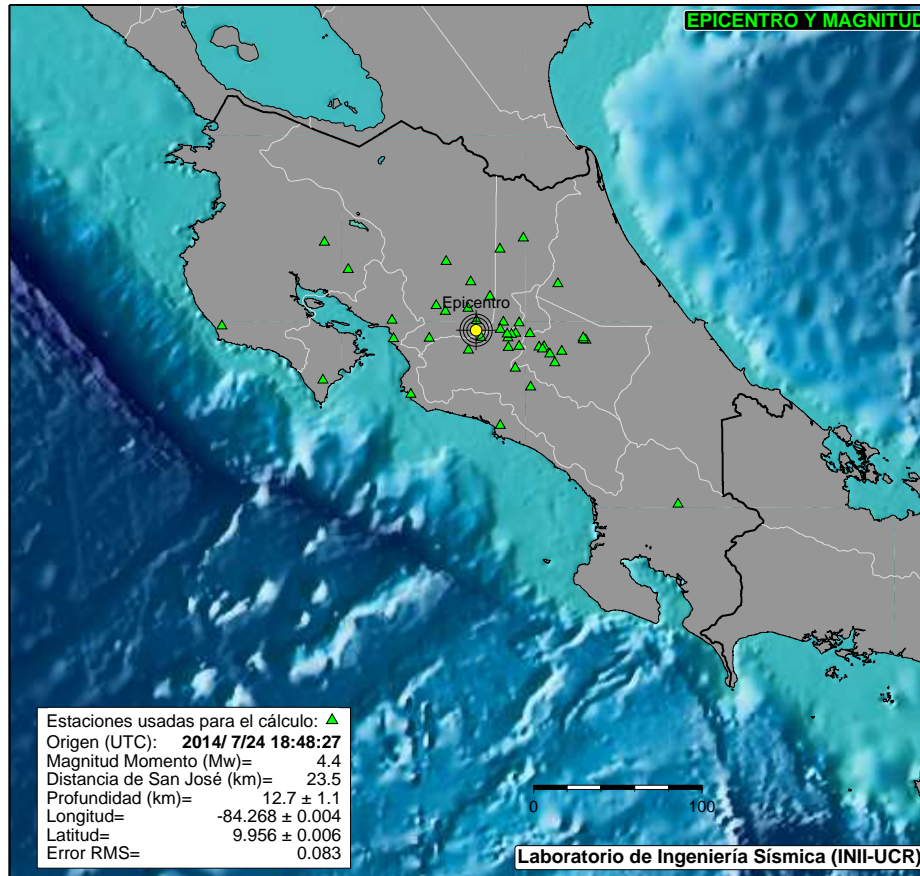 EPICENTRO Y MAGNITUD
Epicentro
Estaciones usadas para el cálculo:
Origen (UTC): 2014/ 7/24 18:48:27
Magnitud Momento (Mw)= 4.4
Distancia de San José (km)= 23.5
Profundidad (km)= 12.7 ± 1.1
Longitud= -84.268 ± 0.004
Latitud= 9.956 ± 0.006
Error RMS= 0.083
0 100
Laboratorio de Ingeniería Sísmica (INII-UCR)